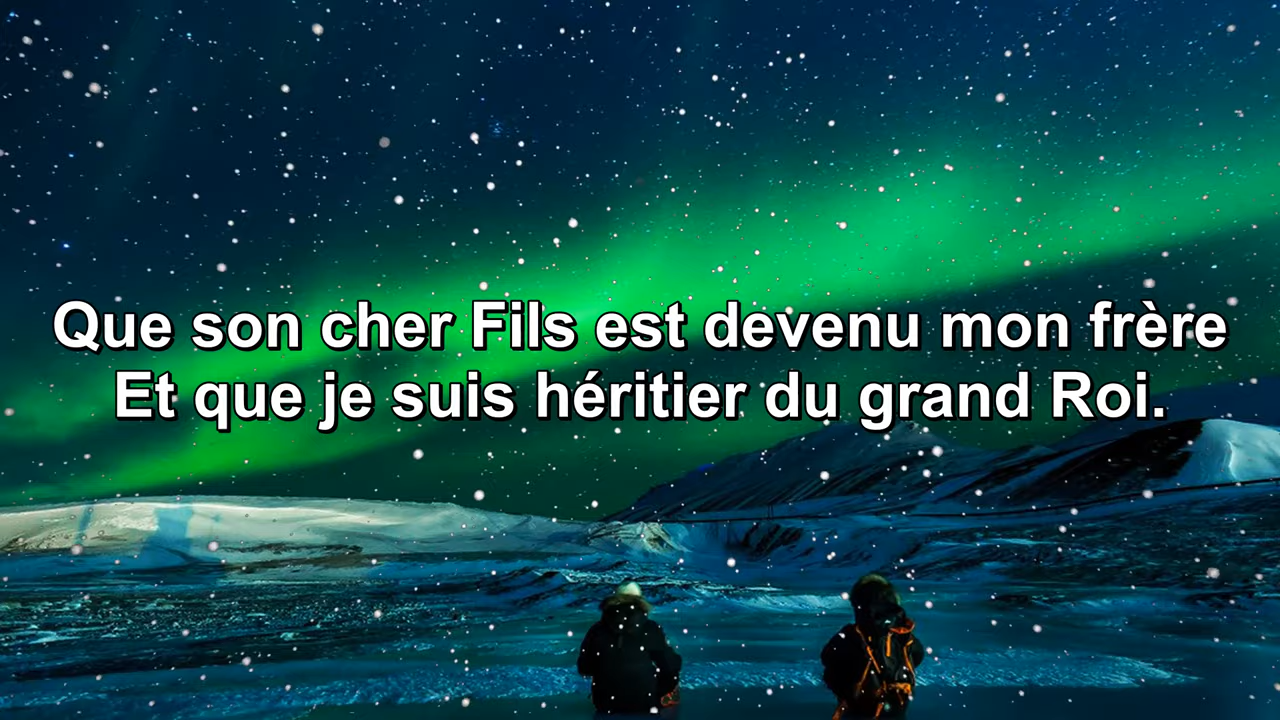 Que son cher Fils est devenu mon frère
Et que je suis héritier du grand Roi.